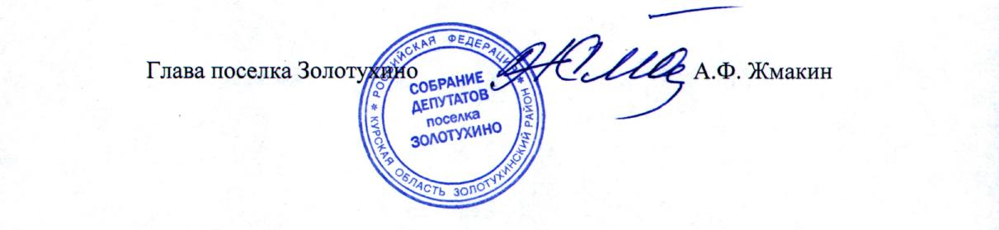 Глава поселка Золотухино А.Ф. Жмакин
* РОССИЙСКАЯ ФЕДЕРАЦИЯ * КУРСКАЯ ОБЛАСТЬ ЗОЛОТУХИНСКИЙ РАЙОН
СОБРАНИЕ
ДЕПУТАТОВ
поселка
ЗОЛОТУХИНО